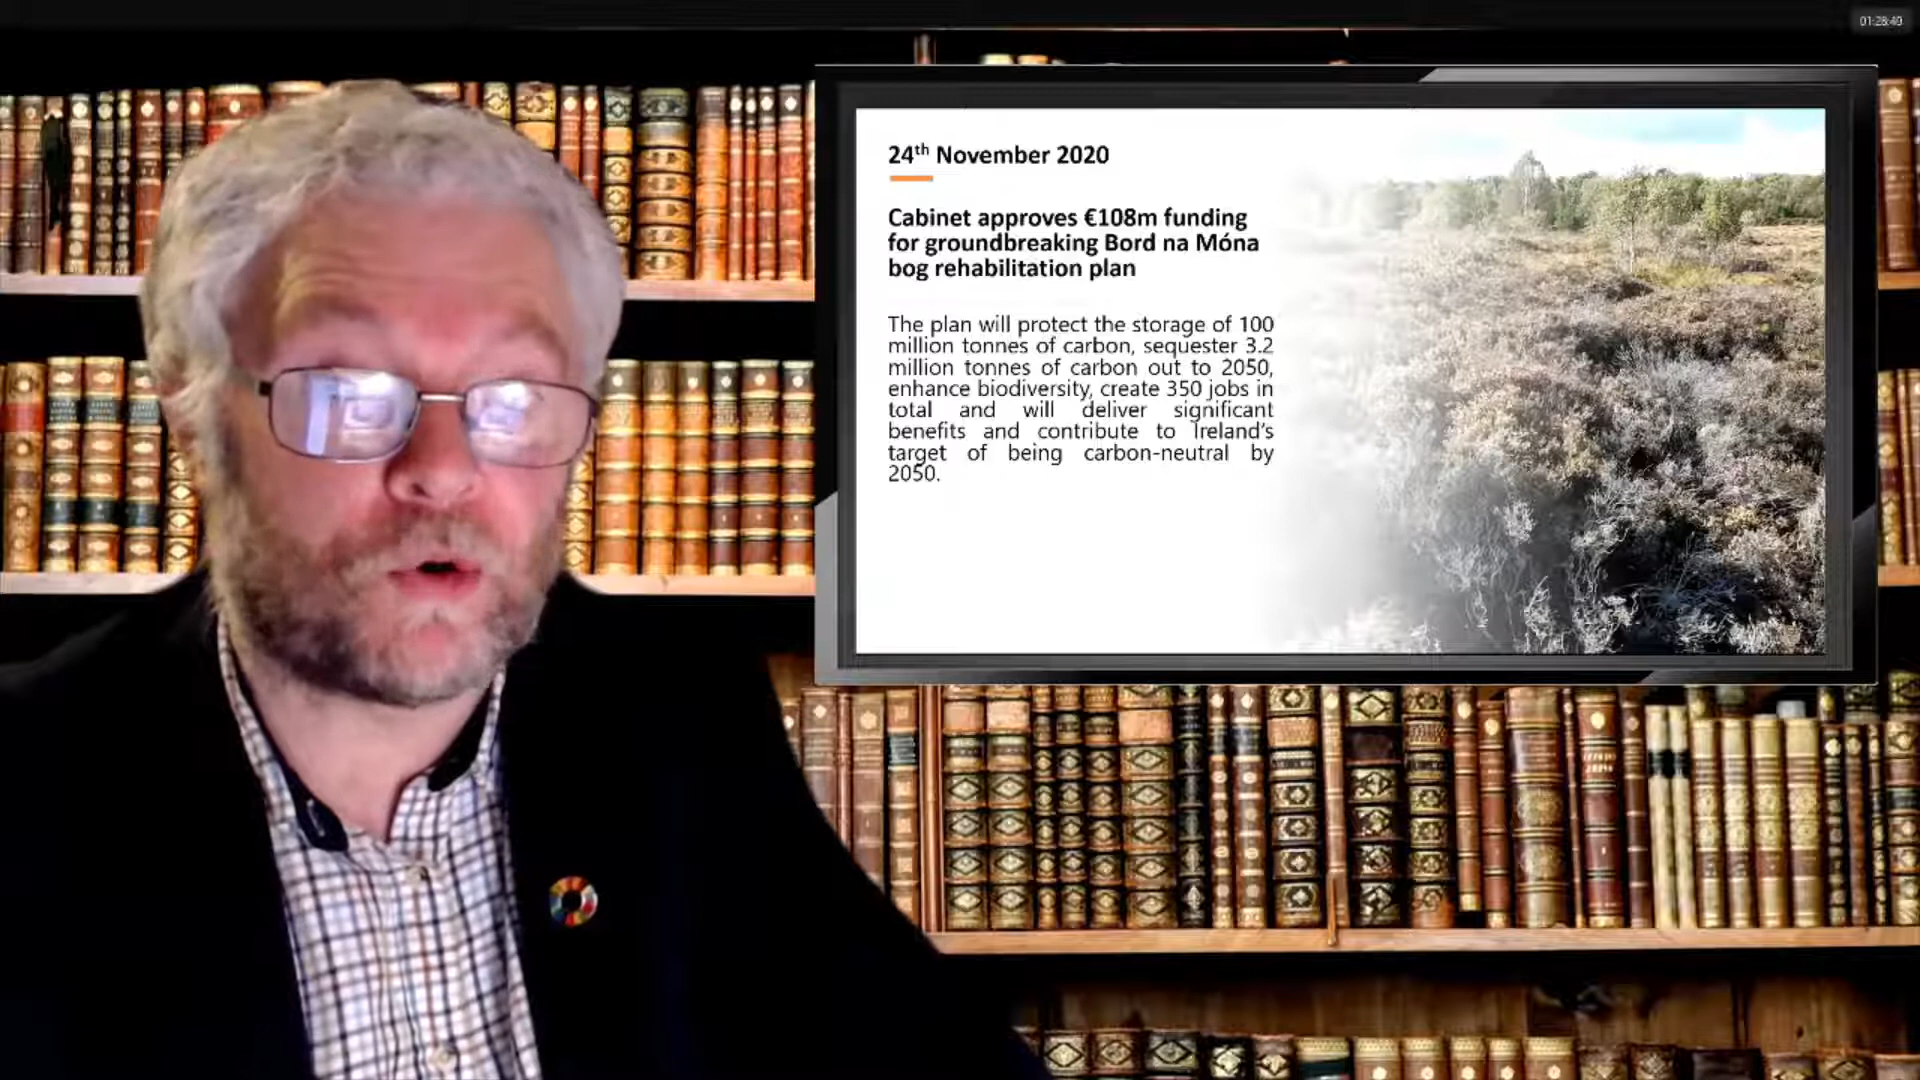 01:28:40
24th November 2020
Cabinet approves €108m funding
for groundbreaking Bord na Móna
bog rehabilitation plan
The plan will protect the storage of 100
million tonnes of carbon, sequester 3.2
million tonnes of carbon out to 2050,
enhance biodiversity, create 350 jobs in
total and will deliver significant
benefits and contribute to Ireland's
target of being carbon-neutral by
2050.